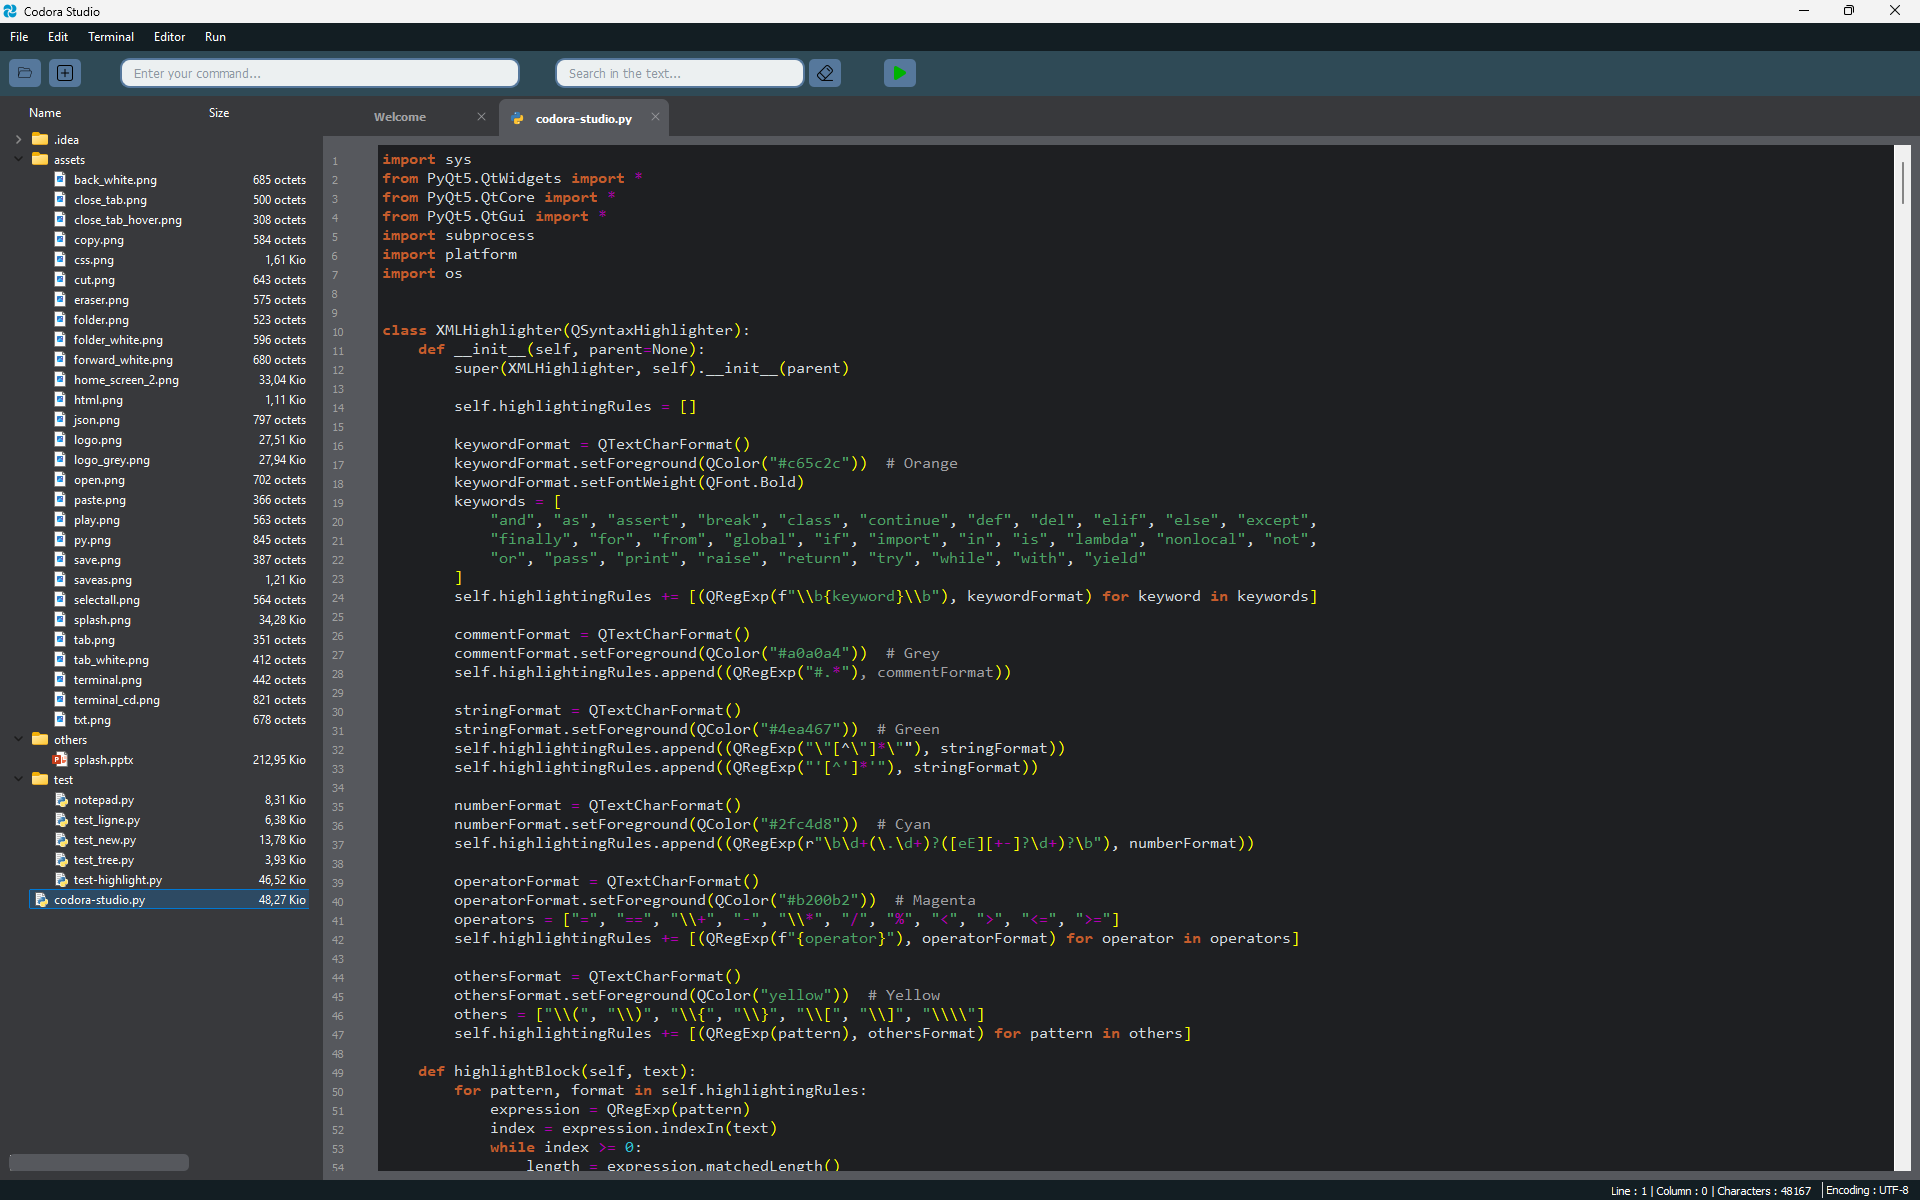 Codora Studio
File Edit Terminal Editor Run
Enter your command... Search in the text...
Name Size
.idea
assets
back_white.png 685 octets
close_tab.png 500 octets
close_tab_hover.png 308 octets
copy.png 584 octets
css.png 1,61 Kio
cut.png 643 octets
eraser.png 575 octets
folder.png 523 octets
folder_white.png 596 octets
forward_white.png 680 octets
home_screen_2.png 33,04 Kio
html.png 1,11 Kio
json.png 797 octets
logo.png 27,51 Kio
logo_grey.png 27,94 Kio
open.png 702 octets
paste.png 366 octets
play.png 563 octets
py.png 845 octets
save.png 387 octets
saveas.png 1,21 Kio
selectall.png 564 octets
splash.png 34,28 Kio
tab.png 351 octets
tab_white.png 412 octets
terminal.png 442 octets
terminal_cd.png 821 octets
txt.png 678 octets
others
splash.pptx 212,95 Kio
test
notepad.py 8,31 Kio
test_ligne.py 6,38 Kio
test_new.py 13,78 Kio
test_tree.py 3,93 Kio
test-highlight.py 46,52 Kio
codora-studio.py 48,27 Kio
Welcome codora-studio.py
1 import sys
2 from PyQt5.QtWidgets import *
3 from PyQt5.QtCore import *
4 from PyQt5.QtGui import *
5 import subprocess
6 import platform
7 import os
8
9
10 class XMLHighlighter(QSyntaxHighlighter):
11     def __init__(self, parent=None):
12         super(XMLHighlighter, self).__init__(parent)
13
14         self.highlightingRules = []
15
16         keywordFormat = QTextCharFormat()
17         keywordFormat.setForeground(QColor("#c65c2c"))  # Orange
18         keywordFormat.setFontWeight(QFont.Bold)
19         keywords = [
20             "and", "as", "assert", "break", "class", "continue", "def", "del", "elif", "else", "except",
21             "finally", "for", "from", "global", "if", "import", "in", "is", "lambda", "nonlocal", "not",
22             "or", "pass", "print", "raise", "return", "try", "while", "with", "yield"
23         ]
24         self.highlightingRules += [(QRegExp(f"\\b{keyword}\\b"), keywordFormat) for keyword in keywords]
25
26         commentFormat = QTextCharFormat()
27         commentFormat.setForeground(QColor("#a0a0a4"))  # Grey
28         self.highlightingRules.append((QRegExp("#.*"), commentFormat))
29
30         stringFormat = QTextCharFormat()
31         stringFormat.setForeground(QColor("#4ea467"))  # Green
32         self.highlightingRules.append((QRegExp("\"[^\"]*\""), stringFormat))
33         self.highlightingRules.append((QRegExp("'[^']*'"), stringFormat))
34
35         numberFormat = QTextCharFormat()
36         numberFormat.setForeground(QColor("#2fc4d8"))  # Cyan
37         self.highlightingRules.append((QRegExp(r"\b\d+(\.\d+)?([eE][+-]?\d+)?\b"), numberFormat))
38
39         operatorFormat = QTextCharFormat()
40         operatorFormat.setForeground(QColor("#b200b2"))  # Magenta
41         operators = ["=", "==", "\\+", "-", "\\*", "/", "%", "<", ">", "<=", ">="]
42         self.highlightingRules += [(QRegExp(f"{operator}"), operatorFormat) for operator in operators]
43
44         othersFormat = QTextCharFormat()
45         othersFormat.setForeground(QColor("yellow"))  # Yellow
46         others = ["\\(", "\\)", "\\{", "\\}", "\\[", "\\]", "\\\\"]
47         self.highlightingRules += [(QRegExp(pattern), othersFormat) for pattern in others]
48
49     def highlightBlock(self, text):
50         for pattern, format in self.highlightingRules:
51             expression = QRegExp(pattern)
52             index = expression.indexIn(text)
53             while index >= 0:
54                 length = expression.matchedLength()
Line : 1 | Column : 0 | Characters : 48167 | Encoding : UTF-8